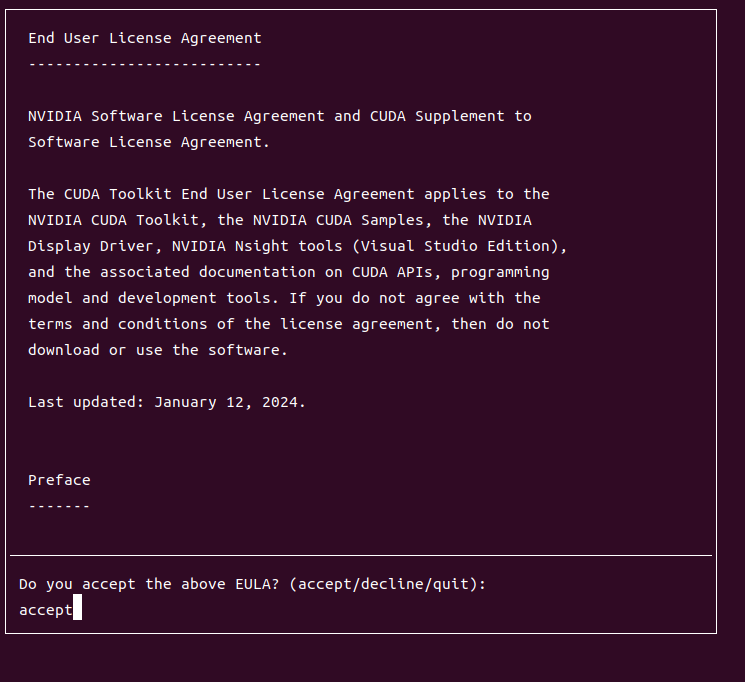 End User License Agreement
--------------------------
NVIDIA Software License Agreement and CUDA Supplement to
Software License Agreement.
The CUDA Toolkit End User License Agreement applies to the
NVIDIA CUDA Toolkit, the NVIDIA CUDA Samples, the NVIDIA
Display Driver, NVIDIA Nsight tools (Visual Studio Edition),
and the associated documentation on CUDA APIs, programming
model and development tools. If you do not agree with the
terms and conditions of the license agreement, then do not
download or use the software.
Last updated: January 12, 2024.
Preface
-------
Do you accept the above EULA? (accept/decline/quit):
accept